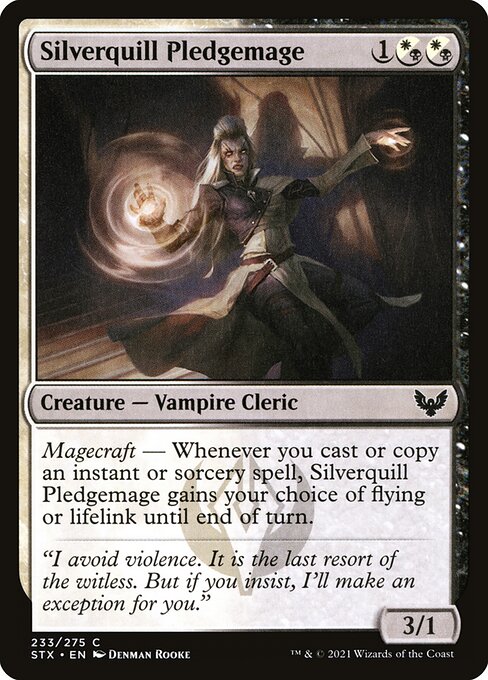 Silverquill Pledgemage 1
Creature — Vampire Cleric
Magecraft — Whenever you cast or copy
an instant or sorcery spell, Silverquill
Pledgemage gains your choice of flying
or lifelink until end of turn.
“I avoid violence. It is the last resort of
the witless. But if you insist, I’ll make an
exception for you.”
3/1
233/275 C
STX • EN Denman Rooke
™ & © 2021 Wizards of the Coast